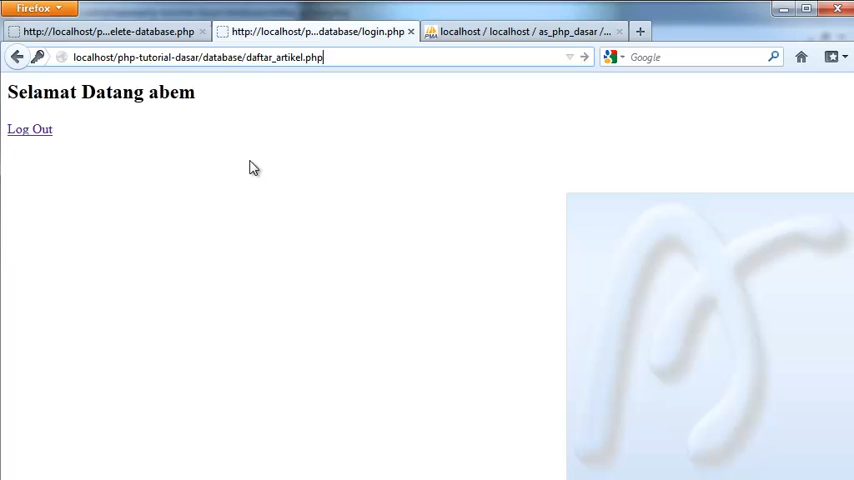 Firefox
http://localhost/p...elete-database.php
http://localhost/p...database/login.php
PMA
localhost / localhost / as_php_dasar /...
localhost/php-tutorial-dasar/database/daftar_artikel.php
Google
Selamat Datang abem
Log Out